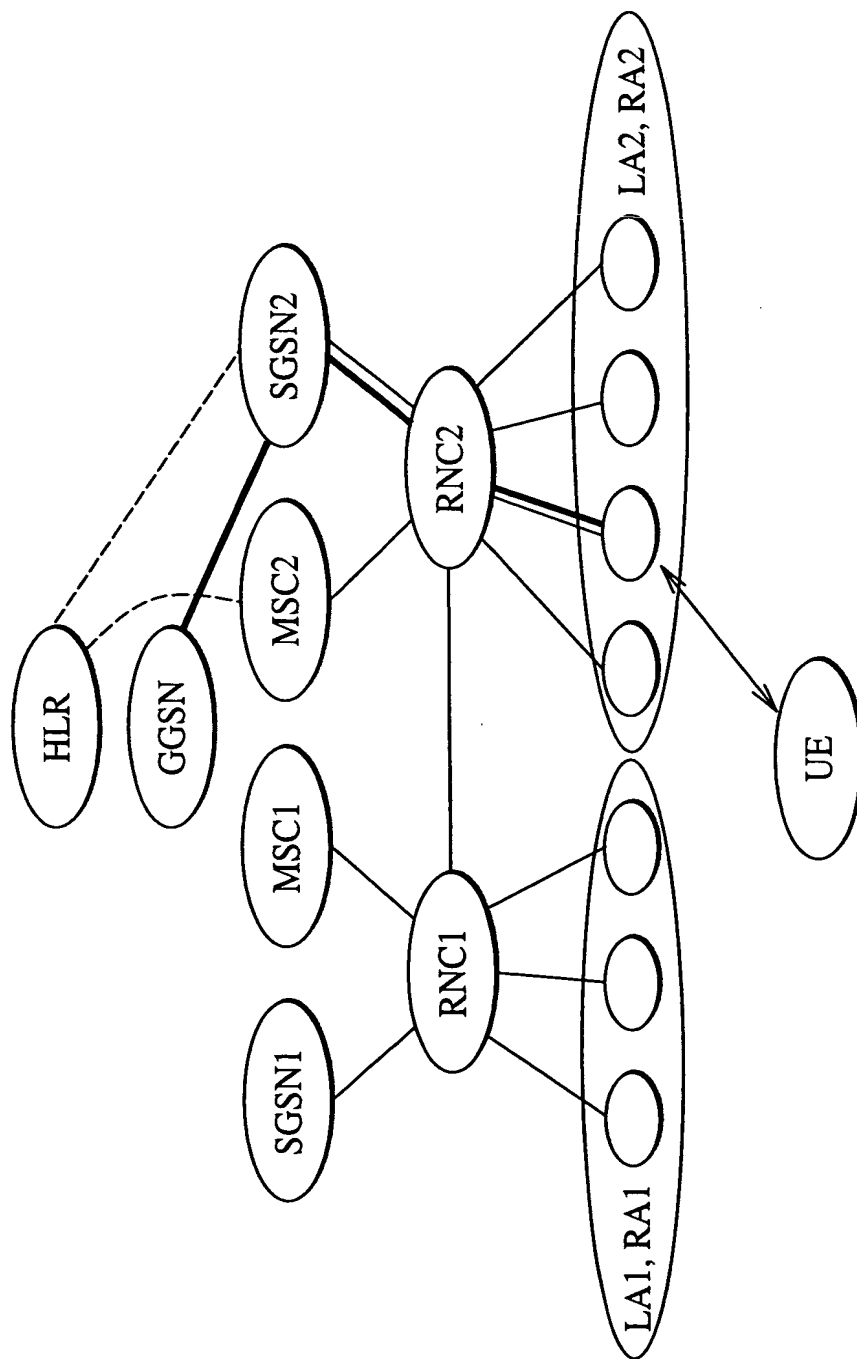 HLR
GGSN
SGSN1
MSC1
MSC2
SGSN2
RNC1
RNC2
LA1, RA1
LA2, RA2
UE